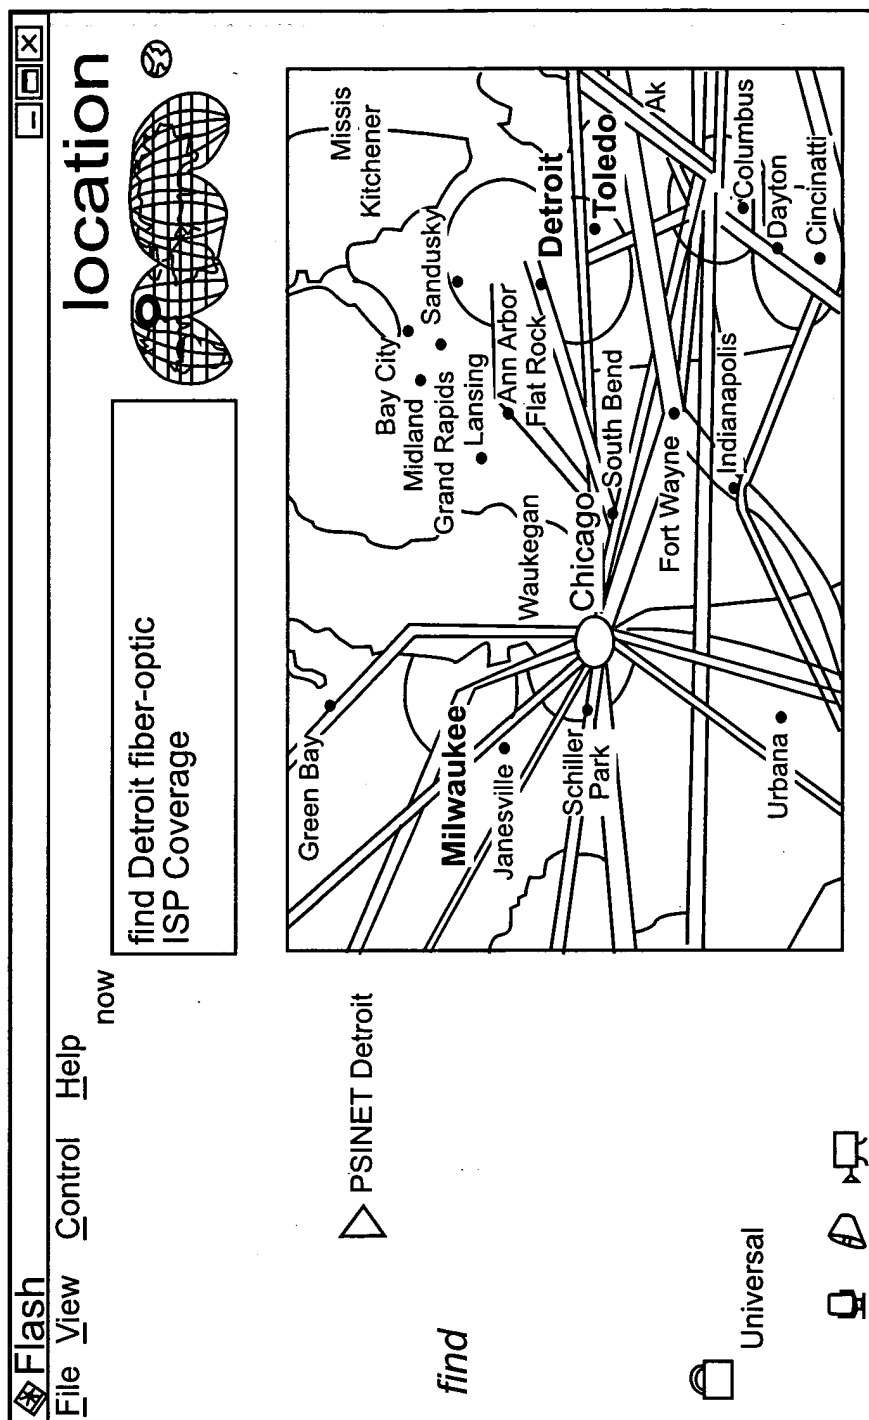 Flash
File View Control Help
now
find Detroit fiber-optic
ISP Coverage
location
PSINET Detroit
find
Universal
Green Bay
Milwaukee
Janesville
Schiller
Park
Urbana
Waukegan
Chicago
Bay City
Midland
Grand Rapids
Lansing
Sandusky
Ann Arbor
Flat Rock
South Bend
Fort Wayne
Indianapolis
Missis
Kitchener
Detroit
Toledo
Ak
Columbus
Dayton
Cincinatti